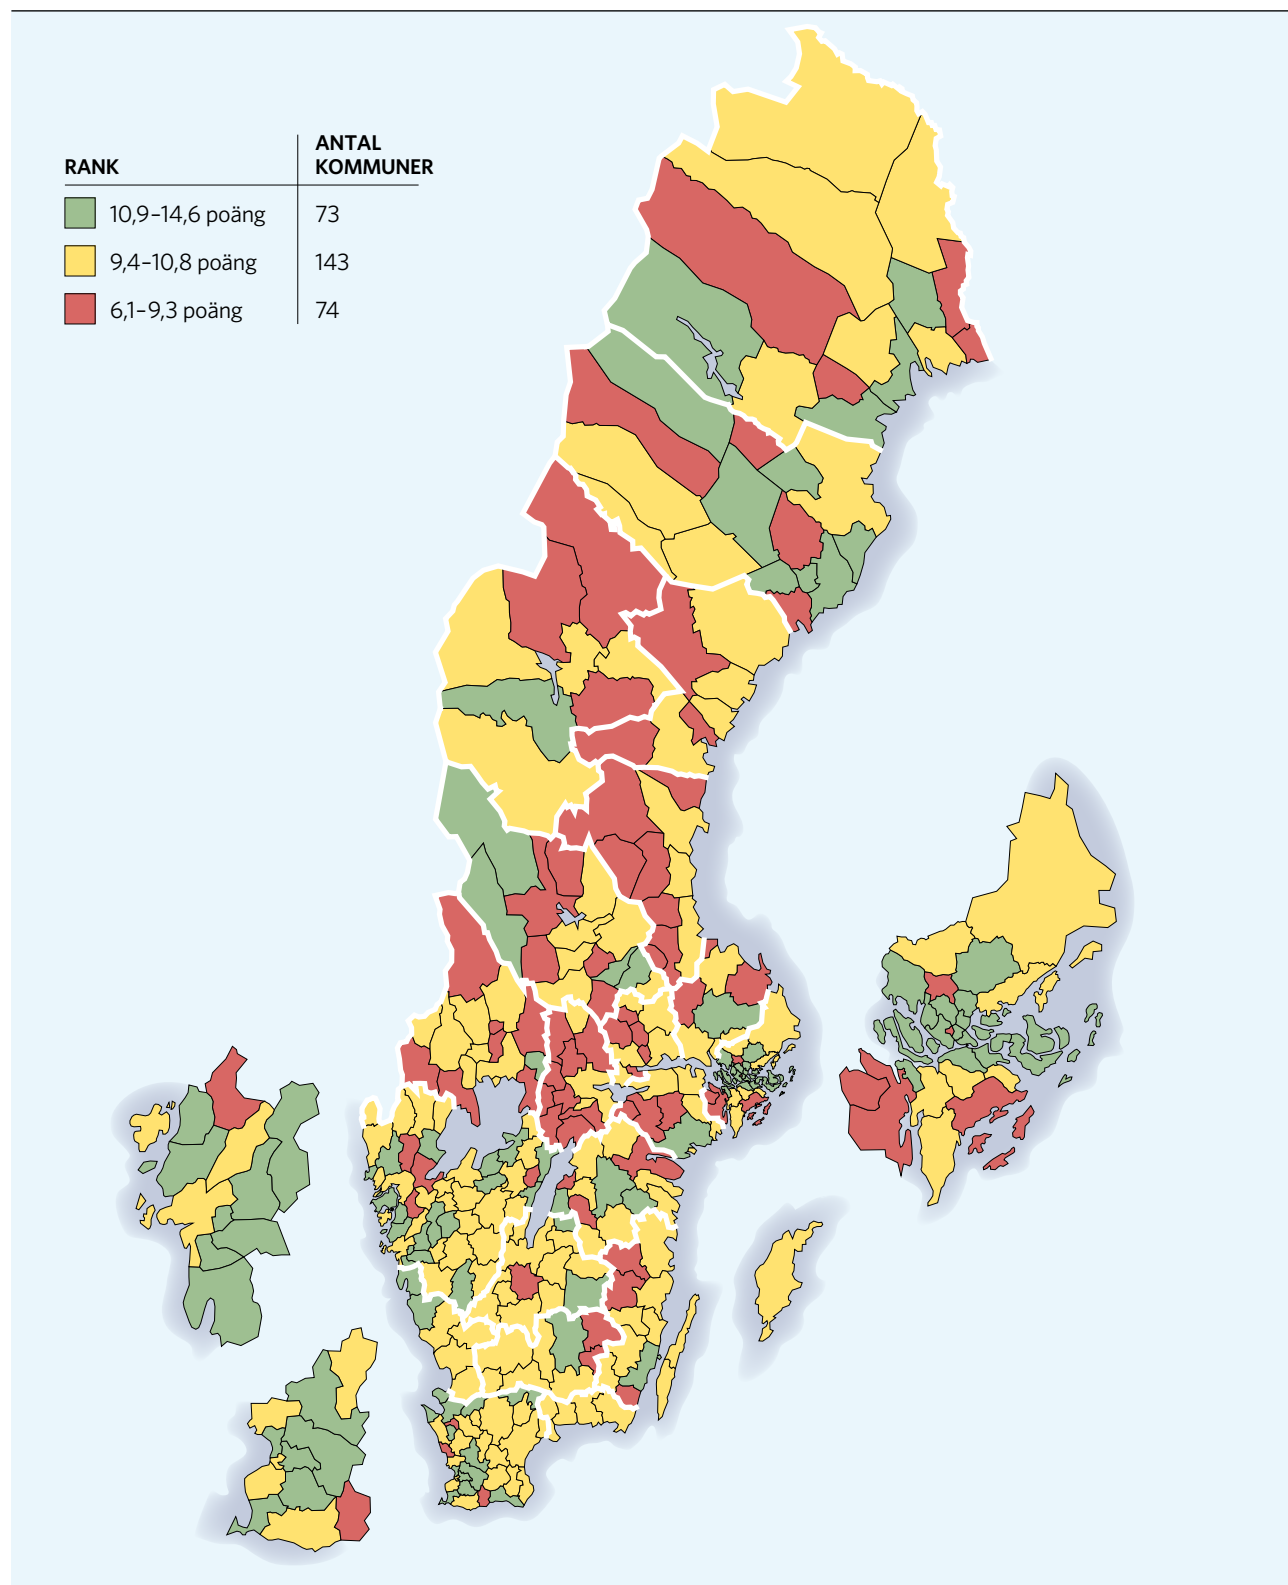 RANK
ANTAL
KOMMUNER
10,9–14,6 poäng 73
9,4–10,8 poäng 143
6,1–9,3 poäng 74